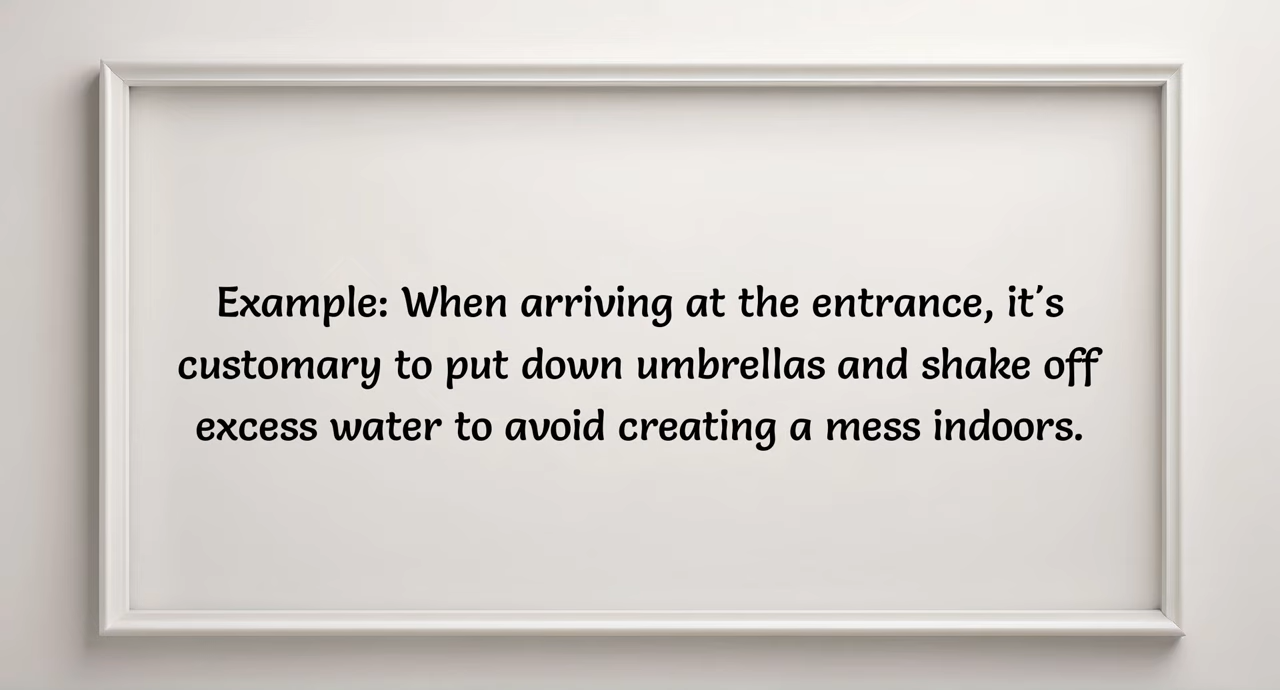 Example: When arriving at the entrance, it's
customary to put down umbrellas and shake off
excess water to avoid creating a mess indoors.